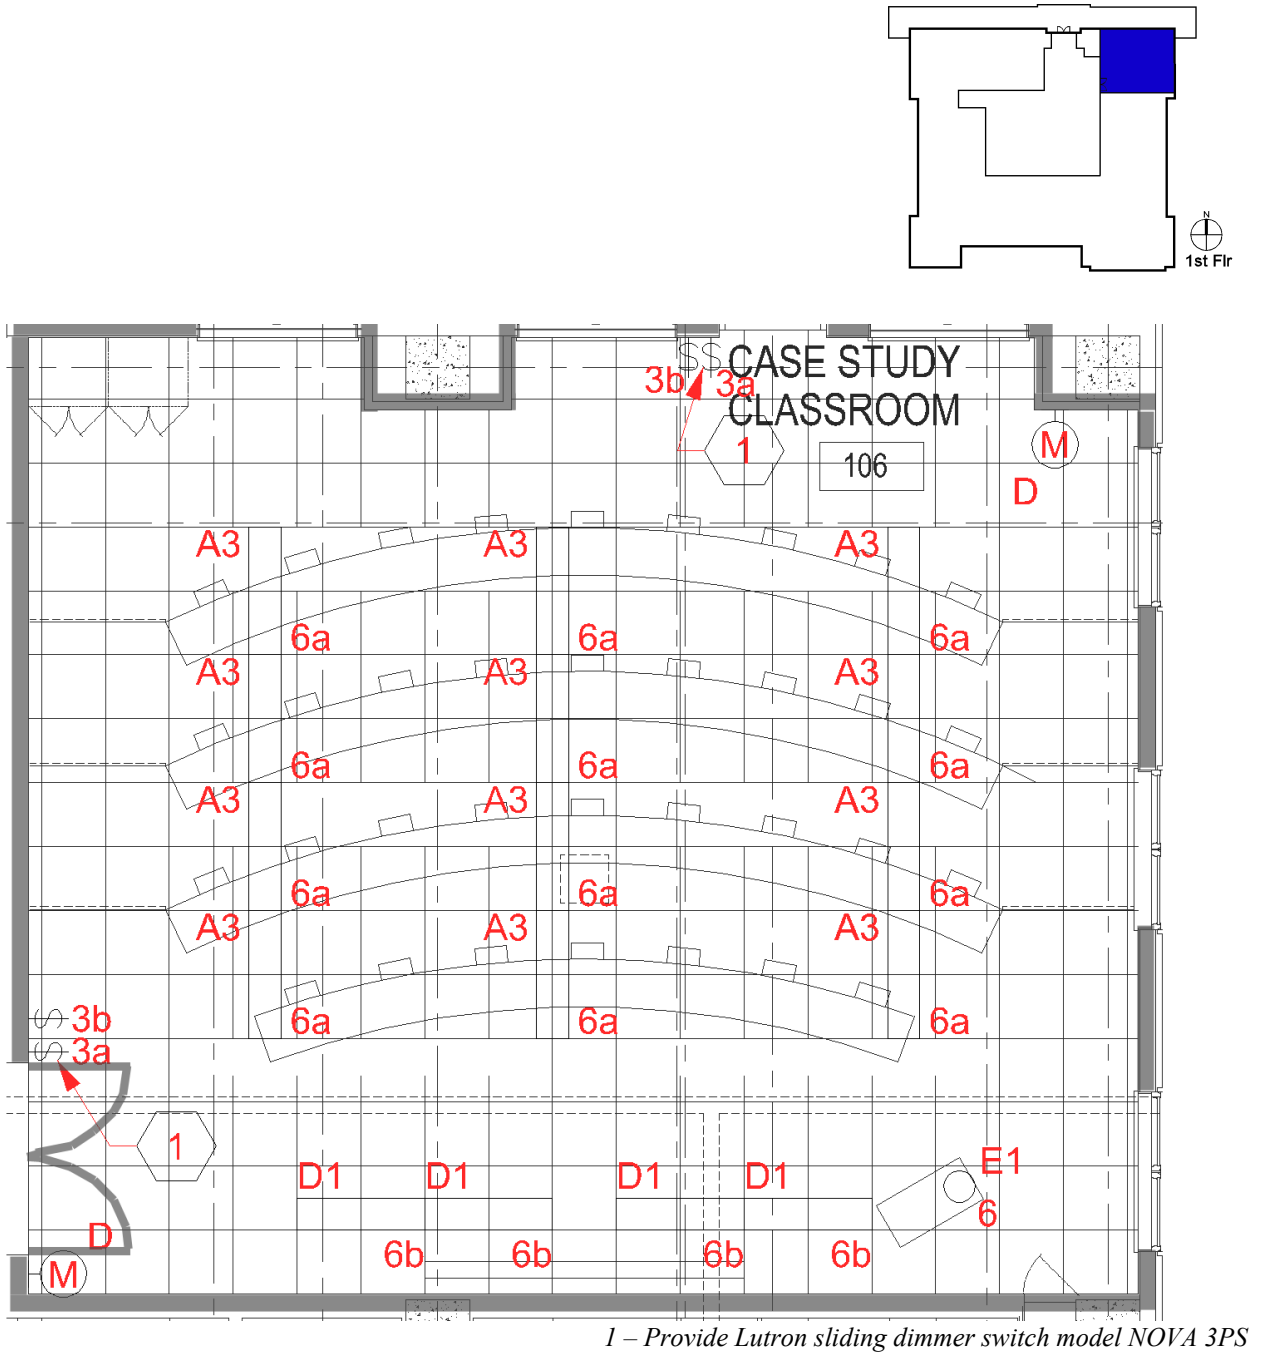 N
1st Flr
SS CASE STUDY
3b 3a
CLASSROOM
1 106 M
D
A3 A3 A3
6a 6a 6a
A3 A3 A3
6a 6a 6a
A3 A3 A3
6a 6a 6a
A3 A3 A3
S 3b
6a 6a 6a
S 3a
1
D1 D1 D1 D1 E1
6
D
6b 6b 6b 6b
M
1 – Provide Lutron sliding dimmer switch model NOVA 3PS